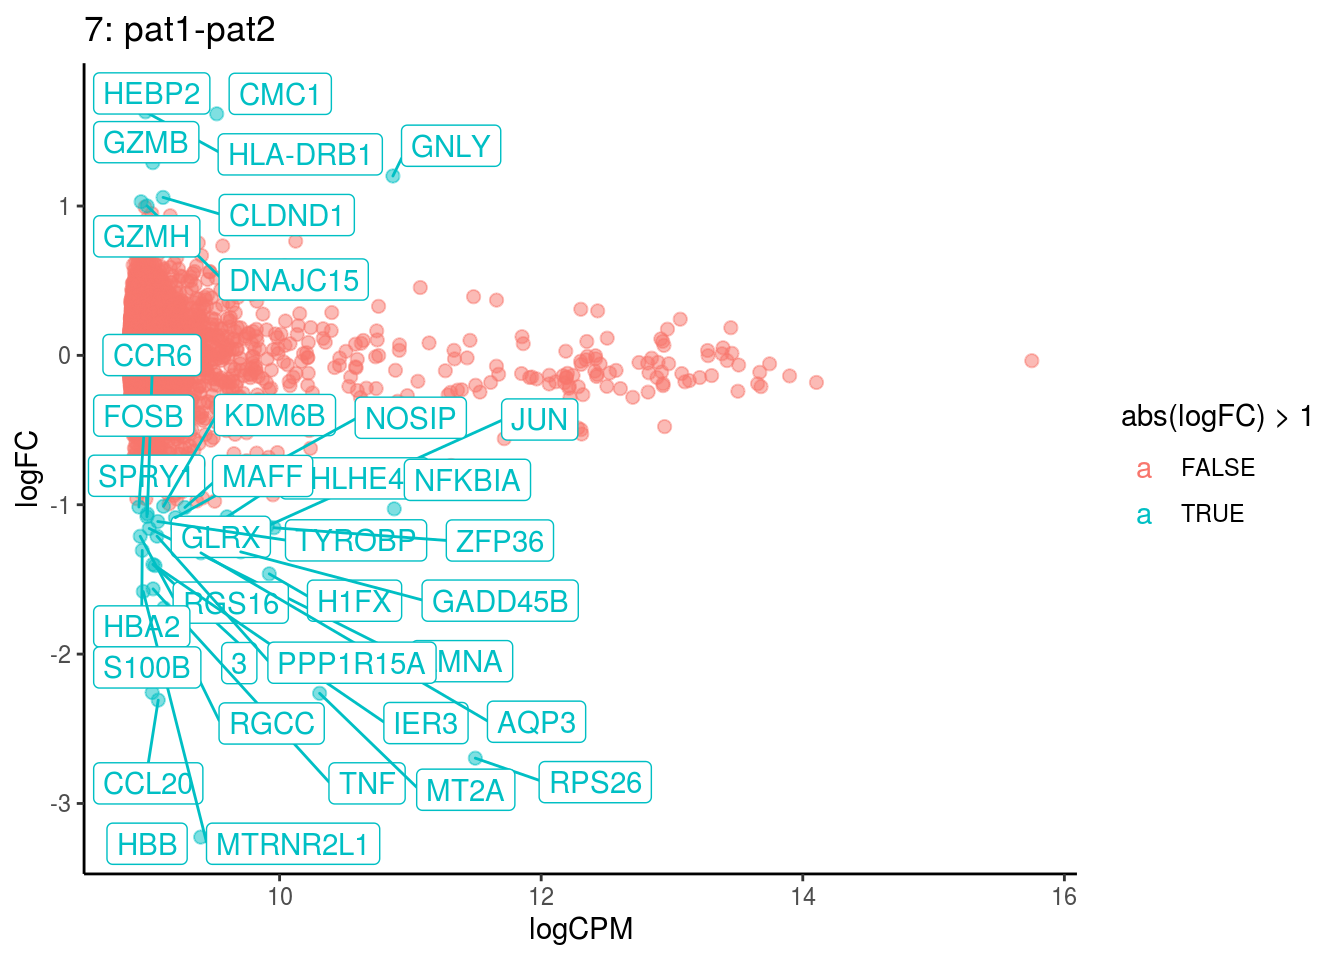 7: pat1-pat2
HEBP2
CMC1
GZMB
HLA-DRB1
GNLY
CLDND1
GZMH
DNAJC15
CCR6
FOSB
KDM6B
NOSIP
JUN
SPRY1
MAFF
HLHE4
NFKBIA
GLRX
TYROBP
ZFP36
RGS16
H1FX
GADD45B
HBA2
S100B
3
PPP1R15A
MNA
RGCC
IER3
AQP3
CCL20
TNF
MT2A
RPS26
HBB
MTRNR2L1
1
0
-1
-2
-3
logFC
10
12
14
16
logCPM
abs(logFC) > 1
a FALSE
a TRUE